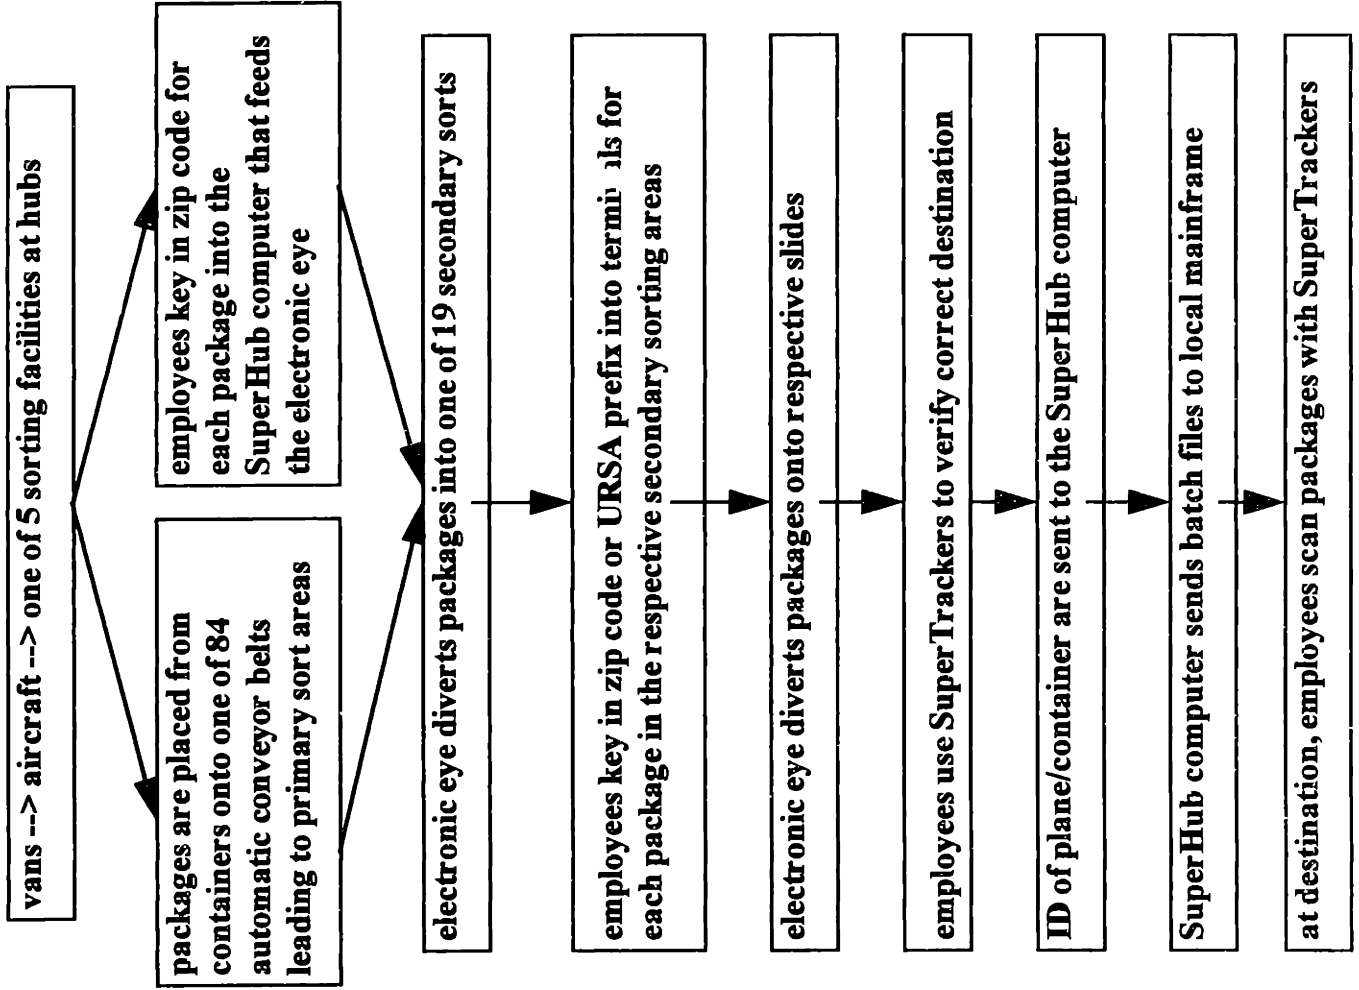 vans --> aircraft --> one of 5 sorting facilities at hubs
packages are placed from
containers onto one of 84
automatic conveyor belts
leading to primary sort areas
employees key in zip code for
each package into the
SuperHub computer that feeds
the electronic eye
electronic eye diverts packages into one of 19 secondary sorts
employees key in zip code or URSA prefix into for
each package in the respective secondary sorting areas
electronic eye diverts packages onto respective slides
employees use SuperTrackers to verify correct destination
ID of plane/container are sent to the SuperHub computer
SuperHub computer sends batch files to local mainframe
at destination, employees scan packages with SuperTrackers